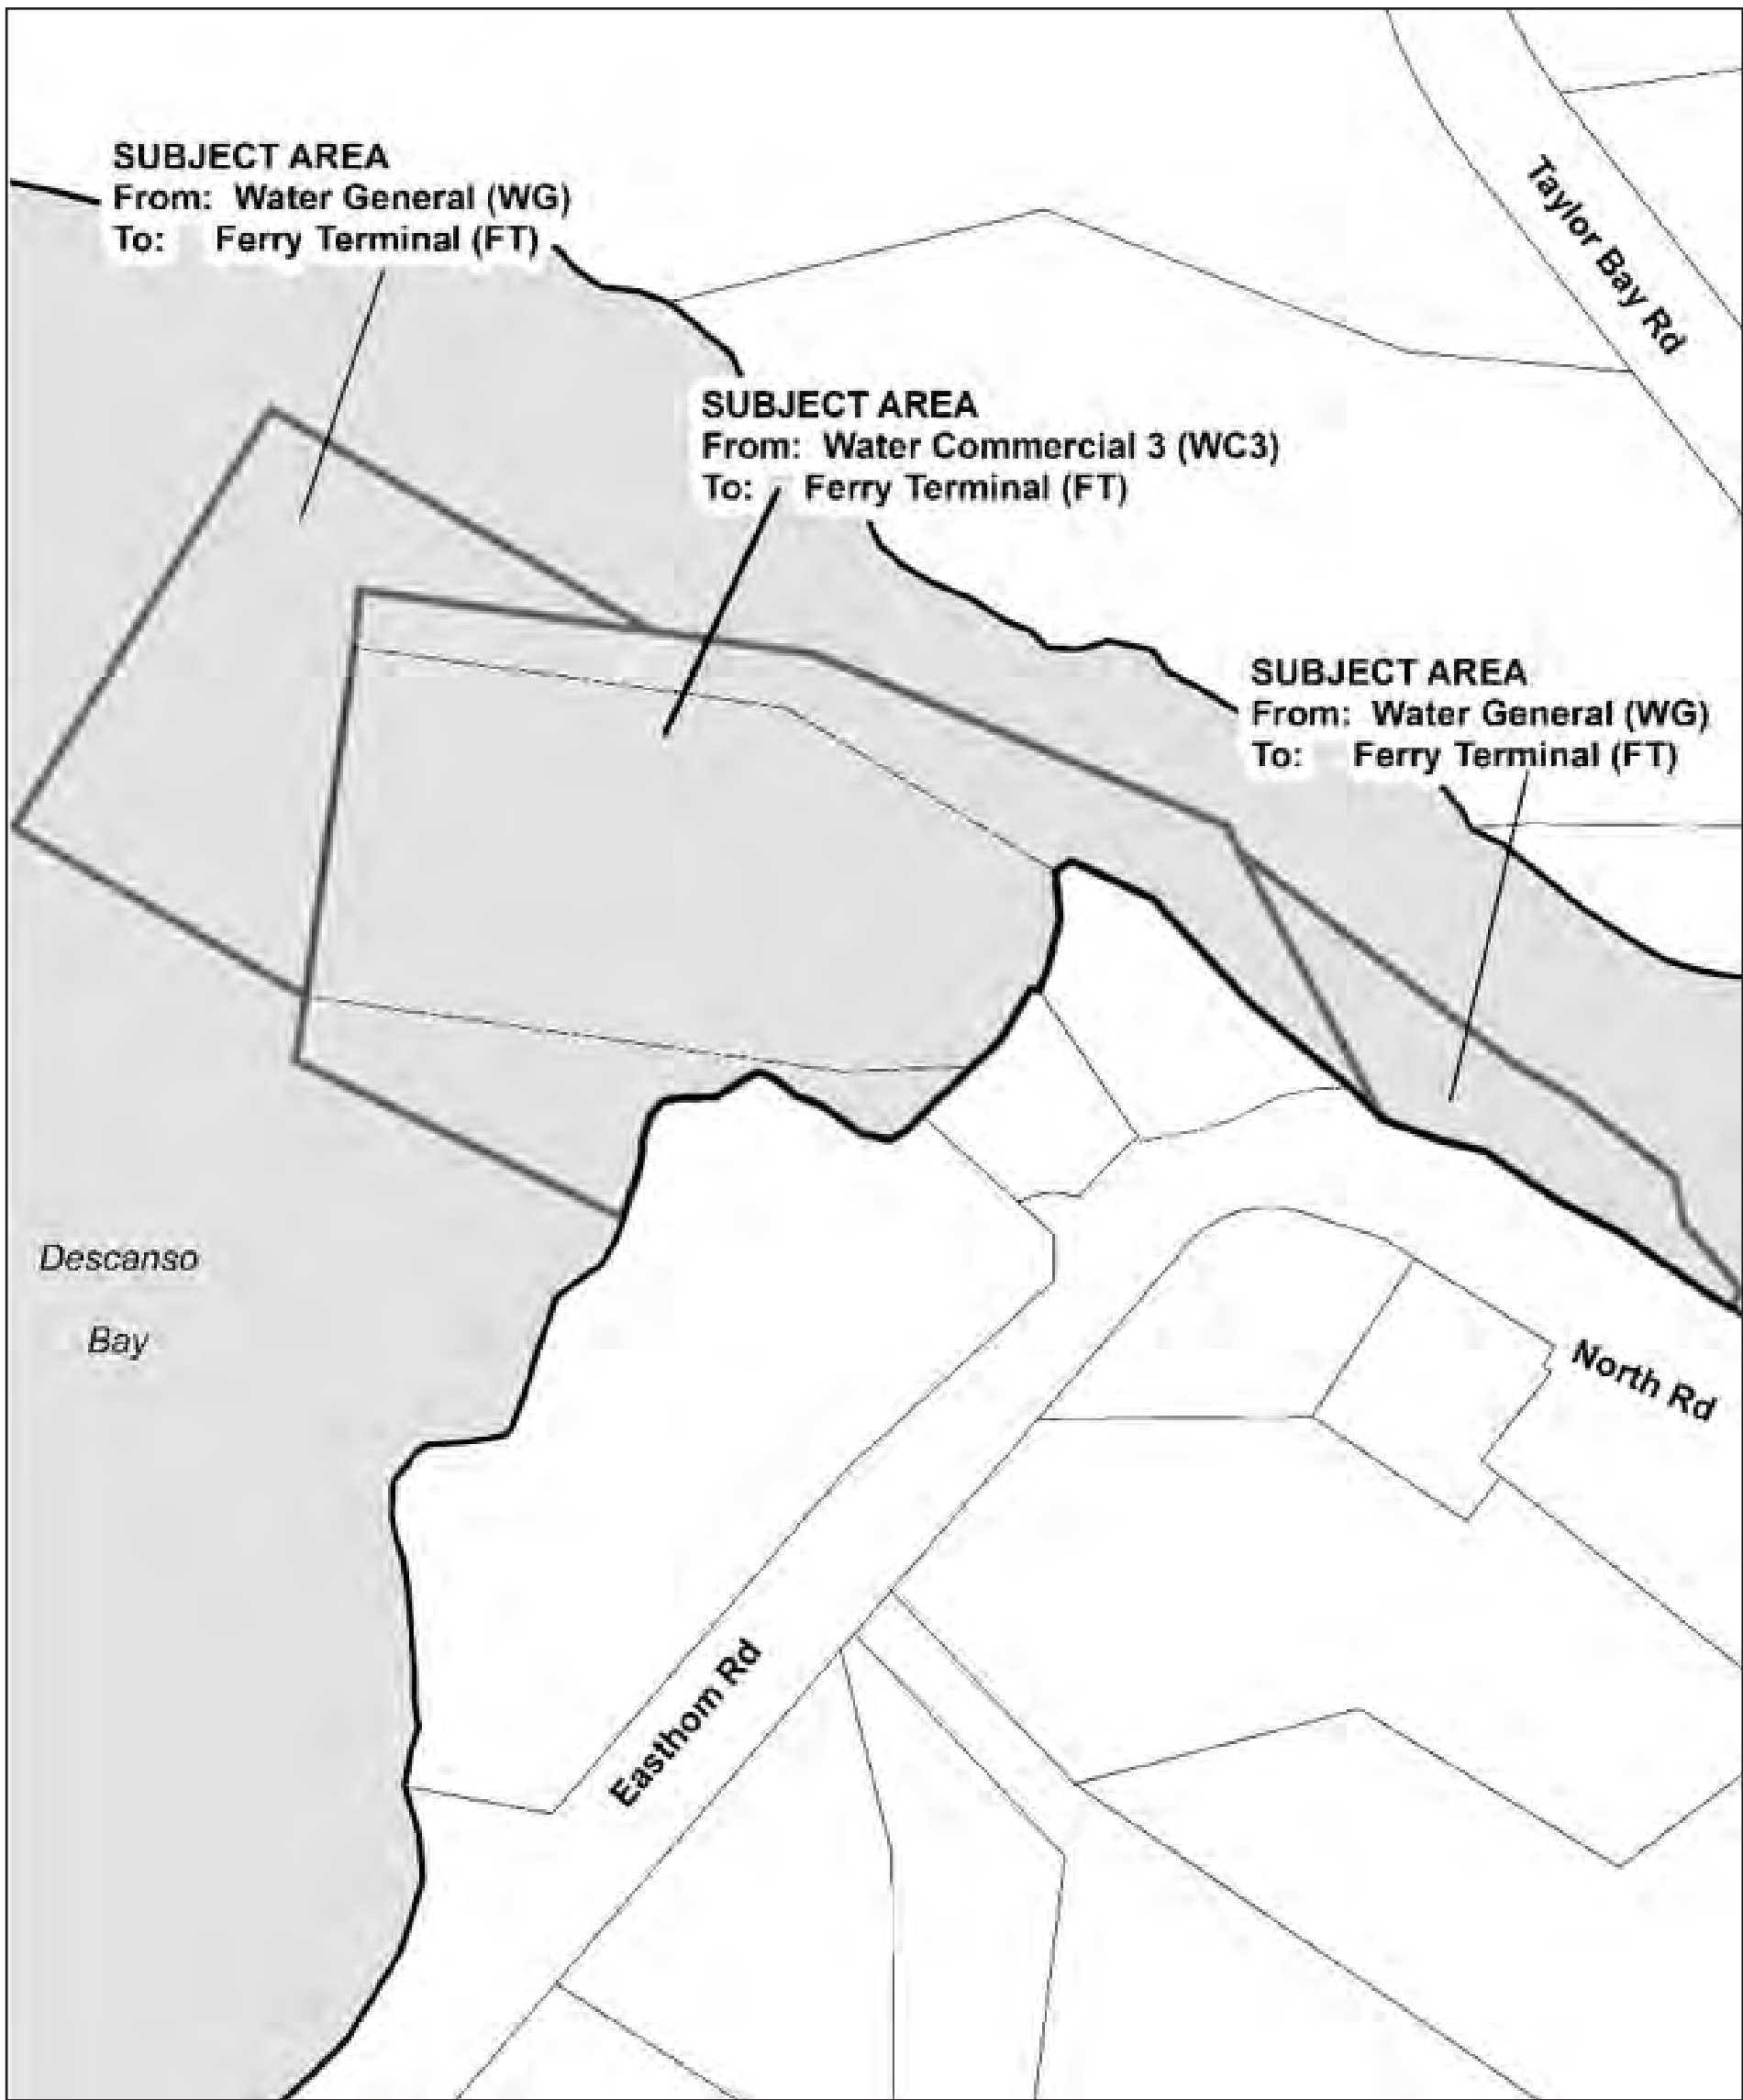 SUBJECT AREA
From: Water General (WG)
To: Ferry Terminal (FT)
Taylor Bay Rd
SUBJECT AREA
From: Water Commercial 3 (WC3)
To: Ferry Terminal (FT)
SUBJECT AREA
From: Water General (WG)
To: Ferry Terminal (FT)
Descanso
Bay
North Rd
Easthom Rd